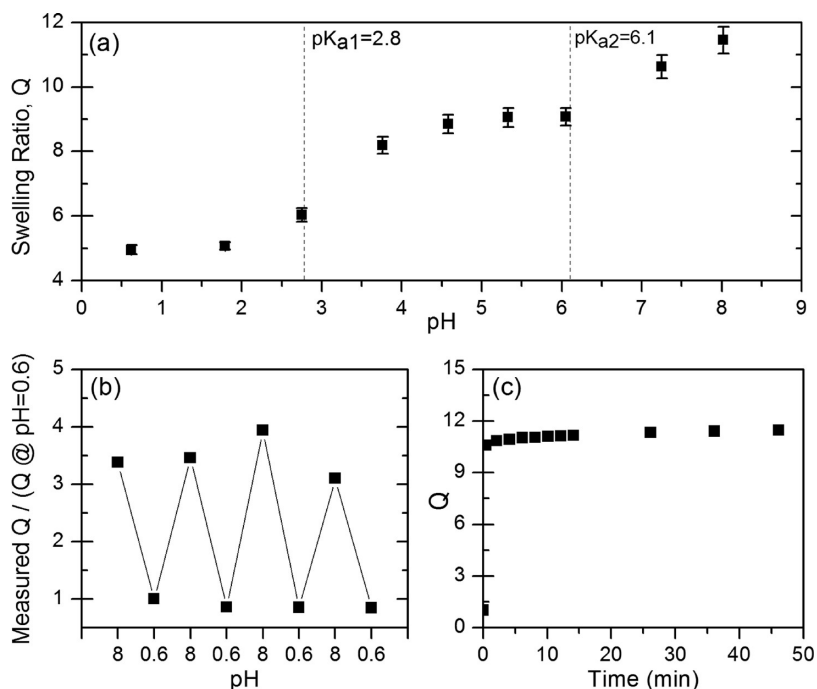 (a)
pKa1=2.8
pKa2=6.1
Swelling Ratio, Q
12
10
8
6
4
0 1 2 3 4 5 6 7 8 9
pH
(b)
Measured Q / (Q @ pH=0.6)
5
4
3
2
1
8 0.6 8 0.6 8 0.6 8 0.6
pH
(c)
Q
15
12
9
6
3
0
0 10 20 30 40 50
Time (min)